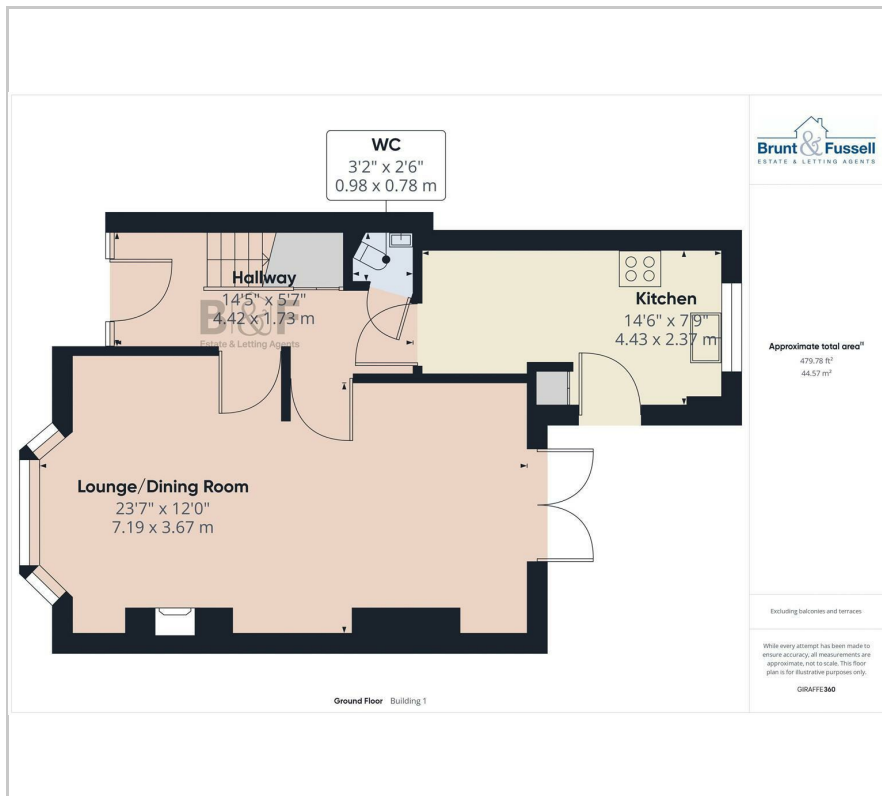 WC
3'2" x 2'6"
0.98 x 0.78 m
Hallway
14'5" x 5'7"
4.42 x 1.73 m
B & F
Estate & Letting Agents
Kitchen
14'6" x 7'9"
4.43 x 2.37 m
Lounge/Dining Room
23'7" x 12'0"
7.19 x 3.67 m
Ground Floor Building 1
Brunt & Fussell
ESTATE & LETTING AGENTS
Approximate total area⁽¹⁾
479.78 ft²
44.57 m²
Excluding balconies and terraces
While every attempt has been made to
ensure accuracy, all measurements are
approximate, not to scale. This floor
plan is for illustrative purposes only.
GIRAFFE360